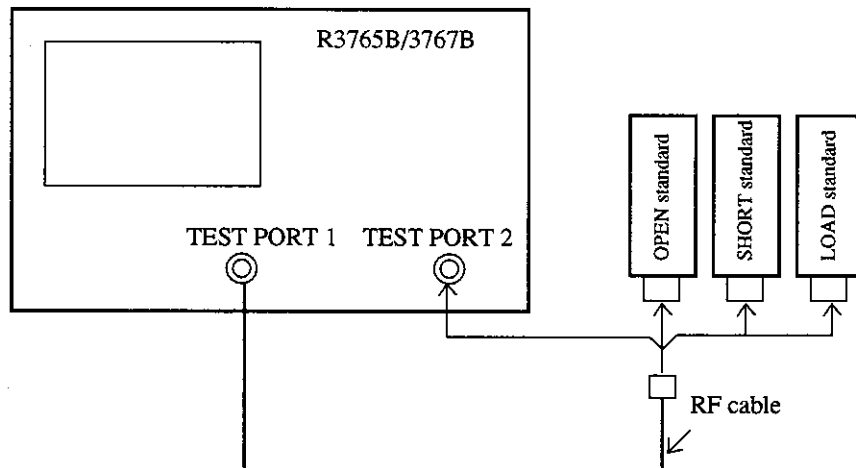 R3765B/3767B
TEST PORT 1
TEST PORT 2
OPEN standard
SHORT standard
LOAD standard
RF cable